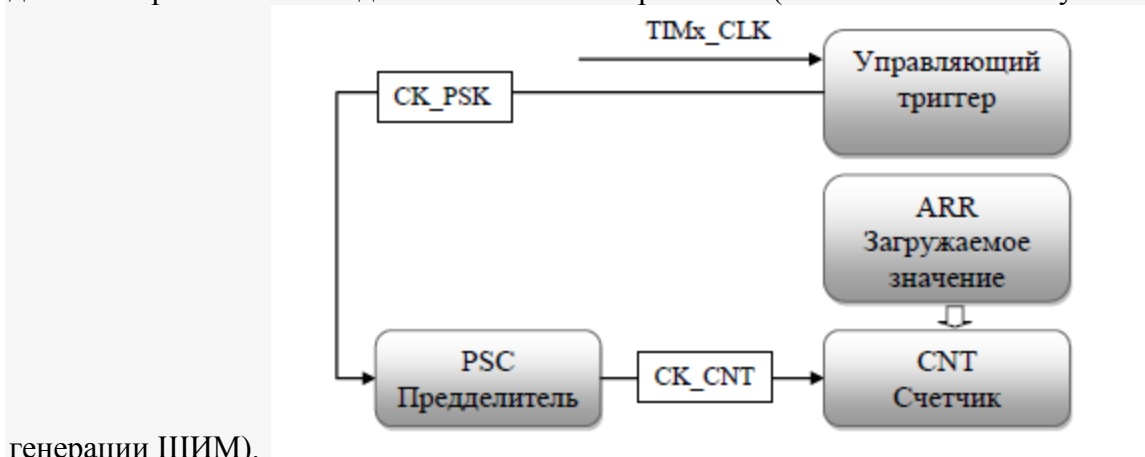 TIMx_CLK
Управляющий
триггер
CK_PSK
ARR
Загружаемое
значение
PSC
Предделитель
CK_CNT
CNT
Счетчик
генерации ШИМ).